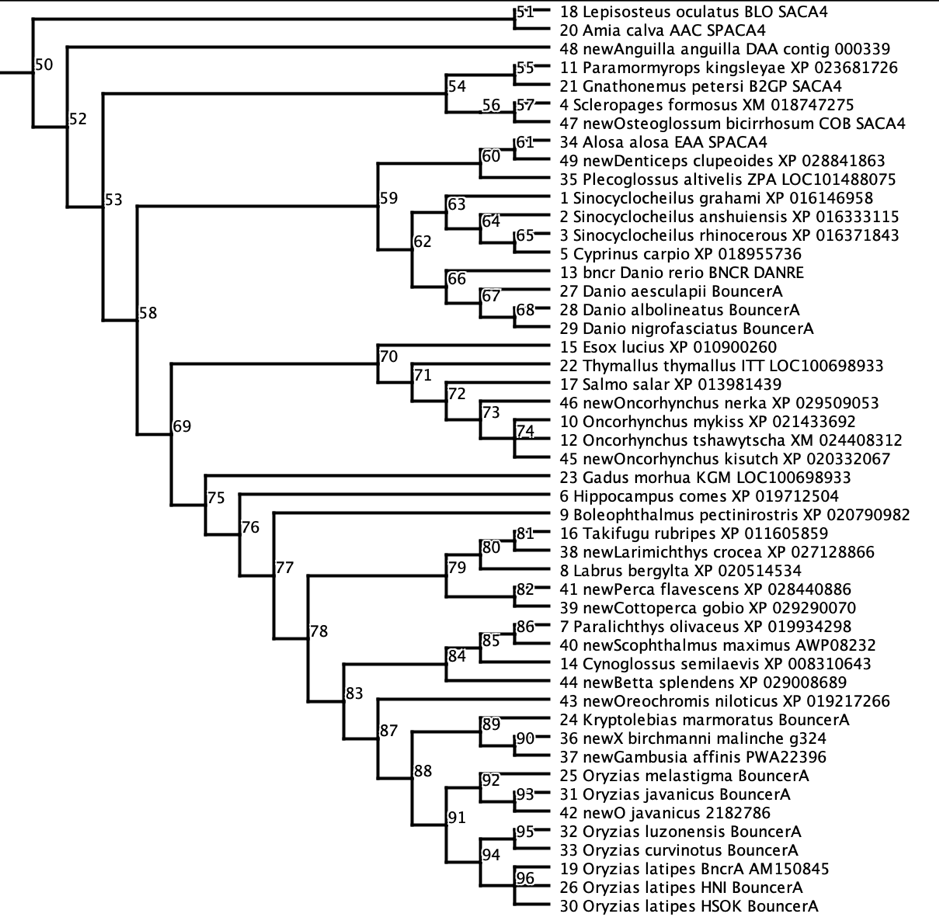 51 18 Lepisosteus oculatus BLO SACA4
20 Amia calva AAC SPACA4
48 newAnguilla anguilla DAA contig 000339
50
55 11 Paramormyrops kingsleyae XP 023681726
54 21 Gnathonemus petersi B2GP SACA4
56 57 4 Scleropages formosus XM 018747275
52 47 newOsteoglossum bicirrhosum COB SACA4
61 34 Alosa alosa EAA SPACA4
60 49 newDenticeps clupeoides XP 028841863
35 Plecoglossus altivelis ZPA LOC101488075
53 59 63 1 Sinocyclocheilus grahami XP 016146958
64 2 Sinocyclocheilus anshuiensis XP 016333115
62 65 3 Sinocyclocheilus rhinocerous XP 016371843
5 Cyprinus carpio XP 018955736
66 13 bncr Danio rerio BNCR DANRE
67 27 Danio aesculapii BouncerA
58 68 28 Danio albolineatus BouncerA
29 Danio nigrofasciatus BouncerA
70 15 Esox lucius XP 010900260
71 22 Thymallus thymallus ITT LOC100698933
72 17 Salmo salar XP 013981439
73 46 newOncorhynchus nerka XP 029509053
69 74 10 Oncorhynchus mykiss XP 021433692
12 Oncorhynchus tshawytscha XM 024408312
45 newOncorhynchus kisutch XP 020332067
23 Gadus morhua KGM LOC100698933
75 6 Hippocampus comes XP 019712504
9 Boleophthalmus pectinirostris XP 020790982
76 81 16 Takifugu rubripes XP 011605859
80 38 newLarimichthys crocea XP 027128866
77 79 8 Labrus bergylta XP 020514534
82 41 newPerca flavescens XP 028440886
39 newCottoperca gobio XP 029290070
78 86 7 Paralichthys olivaceus XP 019934298
85 40 newScophthalmus maximus AWP08232
84 14 Cynoglossus semilaevis XP 008310643
44 newBetta splendens XP 029008689
83 43 newOreochromis niloticus XP 019217266
89 24 Kryptolebias marmoratus BouncerA
87 90 36 newX birchmanni malinche g324
37 newGambusia affinis PWA22396
88 92 25 Oryzias melastigma BouncerA
93 31 Oryzias javanicus BouncerA
91 42 newO javanicus 2182786
95 32 Oryzias luzonensis BouncerA
94 33 Oryzias curvinotus BouncerA
96 19 Oryzias latipes BncrA AM150845
26 Oryzias latipes HNI BouncerA
30 Oryzias latipes HSOK BouncerA